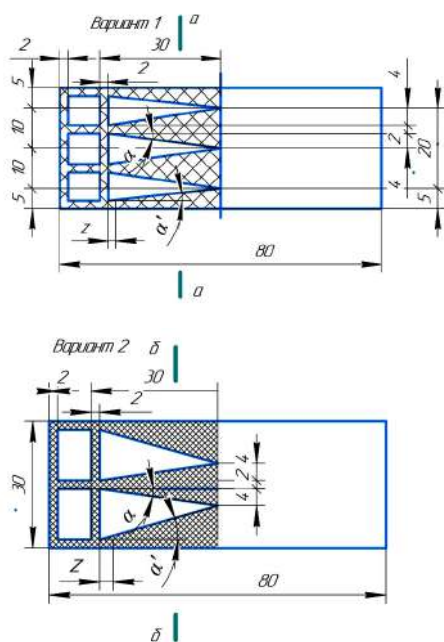 Вариант 1 а
2 30
2 4
5
10 α 2 20
10 4
5 z α' 5
80
а
Вариант 2 б
2 30
2
30 4
2
α 4
z α'
80
б